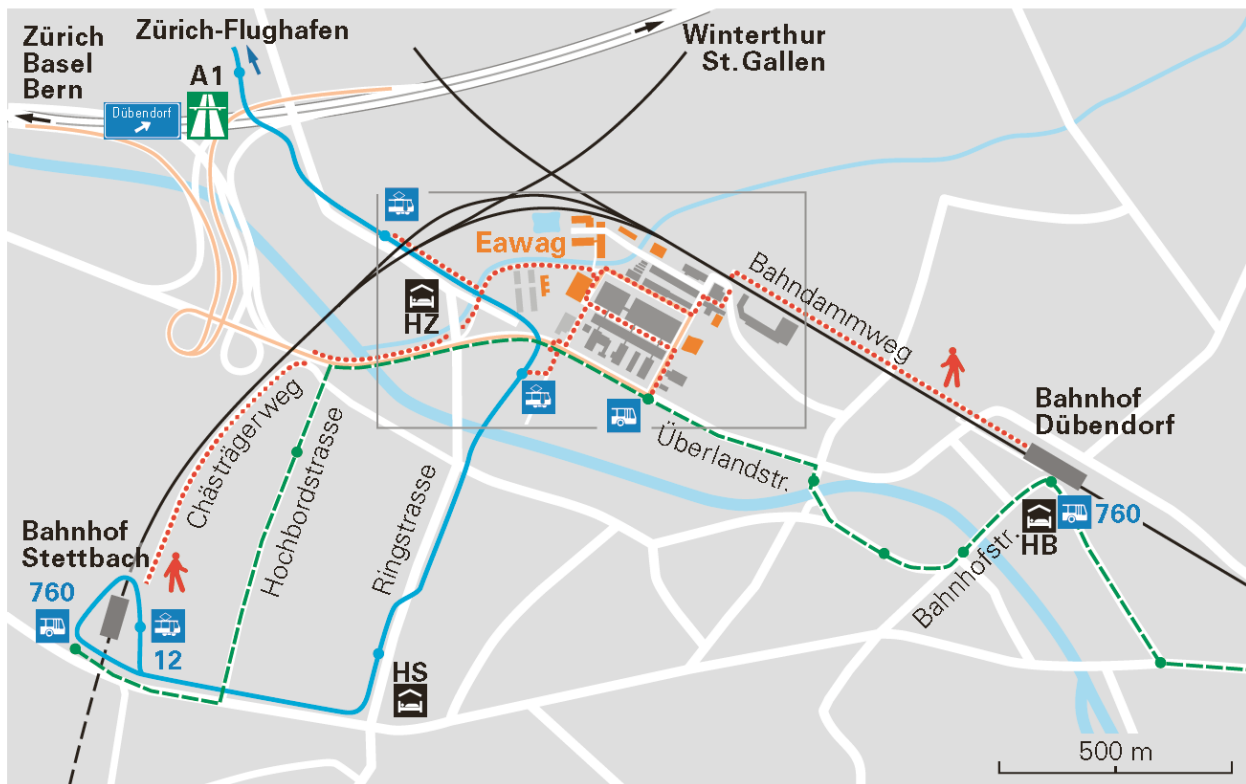 Zürich
Basel
Bern
Zürich-Flughafen
A1
Dübendorf
Winterthur
St.Gallen
Eawag
HZ
Bahndammweg
Bahnhof
Dübendorf
Chästrägerweg
Hochbordstrasse
Ringstrasse
Überlandstr.
Bahnhofstr.
HB
760
Bahnhof
Stettbach
760
12
HS
500 m